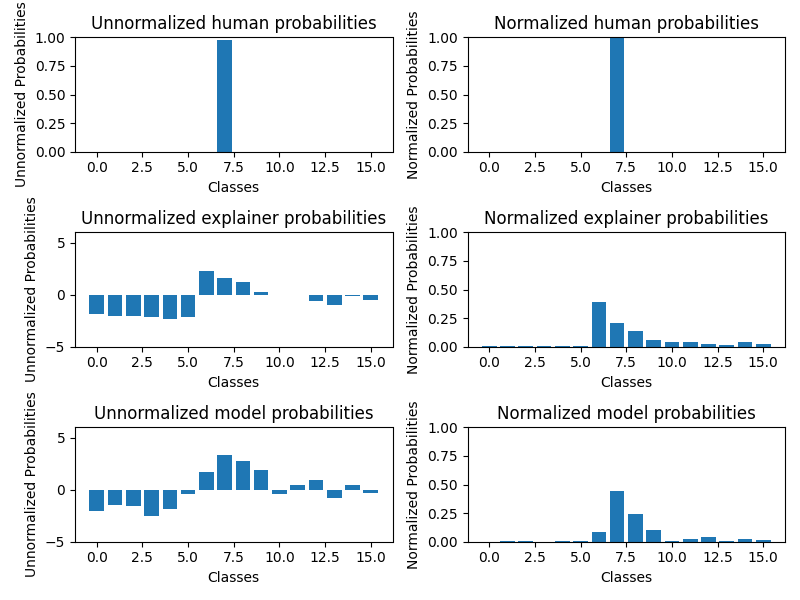 Unnormalized human probabilities
Unnormalized Probabilities
1.00
0.75
0.50
0.25
0.00
0.0 2.5 5.0 7.5 10.0 12.5 15.0
Classes
Normalized human probabilities
Normalized Probabilities
1.00
0.75
0.50
0.25
0.00
0.0 2.5 5.0 7.5 10.0 12.5 15.0
Classes
Unnormalized explainer probabilities
Unnormalized Probabilities
5
0
−5
0.0 2.5 5.0 7.5 10.0 12.5 15.0
Classes
Normalized explainer probabilities
Normalized Probabilities
1.00
0.75
0.50
0.25
0.00
0.0 2.5 5.0 7.5 10.0 12.5 15.0
Classes
Unnormalized model probabilities
Unnormalized Probabilities
5
0
−5
0.0 2.5 5.0 7.5 10.0 12.5 15.0
Classes
Normalized model probabilities
Normalized Probabilities
1.00
0.75
0.50
0.25
0.00
0.0 2.5 5.0 7.5 10.0 12.5 15.0
Classes